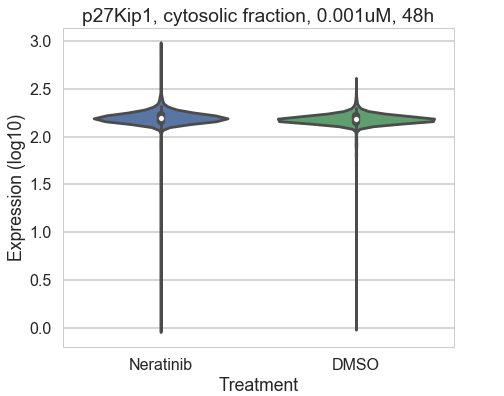 p27Kip1, cytosolic fraction, 0.001uM, 48h
Expression (log10)
3.0
2.5
2.0
1.5
1.0
0.5
0.0
Neratinib
DMSO
Treatment